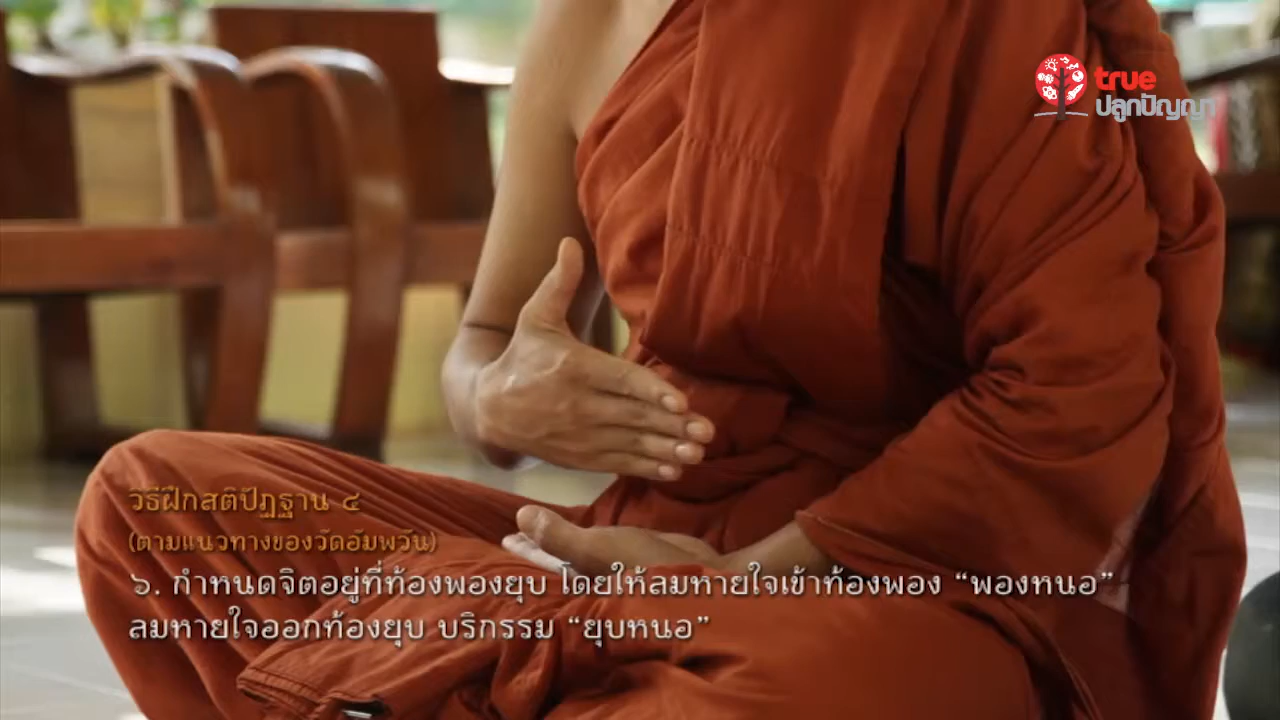 true
ปลูกปัญญา
วิธีฝึกสติปัฏฐาน ๔
(ตามแนวทางของวัดอัมพวัน)
๖. กำหนดจิตอยู่ที่ท้องพองยุบ โดยให้ลมหายใจเข้าท้องพอง “พองหนอ”
ลมหายใจออกท้องยุบ บริกรรม “ยุบหนอ”